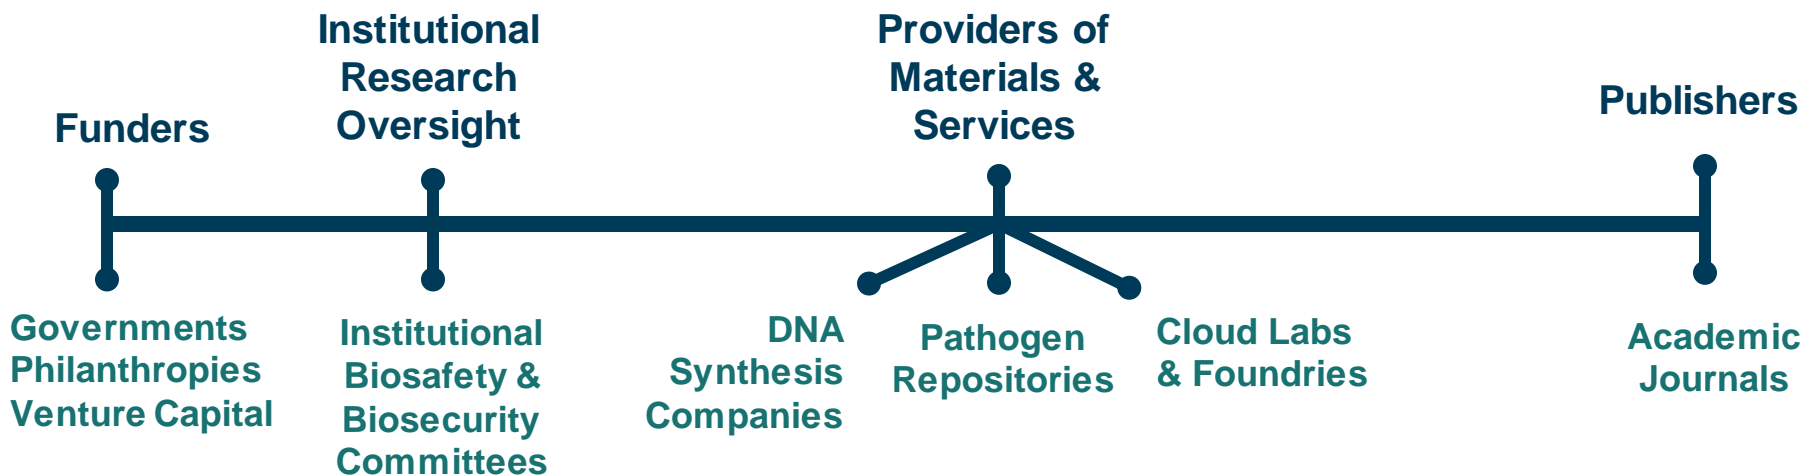 Funders
Institutional
Research
Oversight
Providers of
Materials &
Services
Publishers
Governments
Philanthropies
Venture Capital
Institutional
Biosafety &
Biosecurity
Committees
DNA
Synthesis
Companies
Pathogen
Repositories
Cloud Labs
& Foundries
Academic
Journals